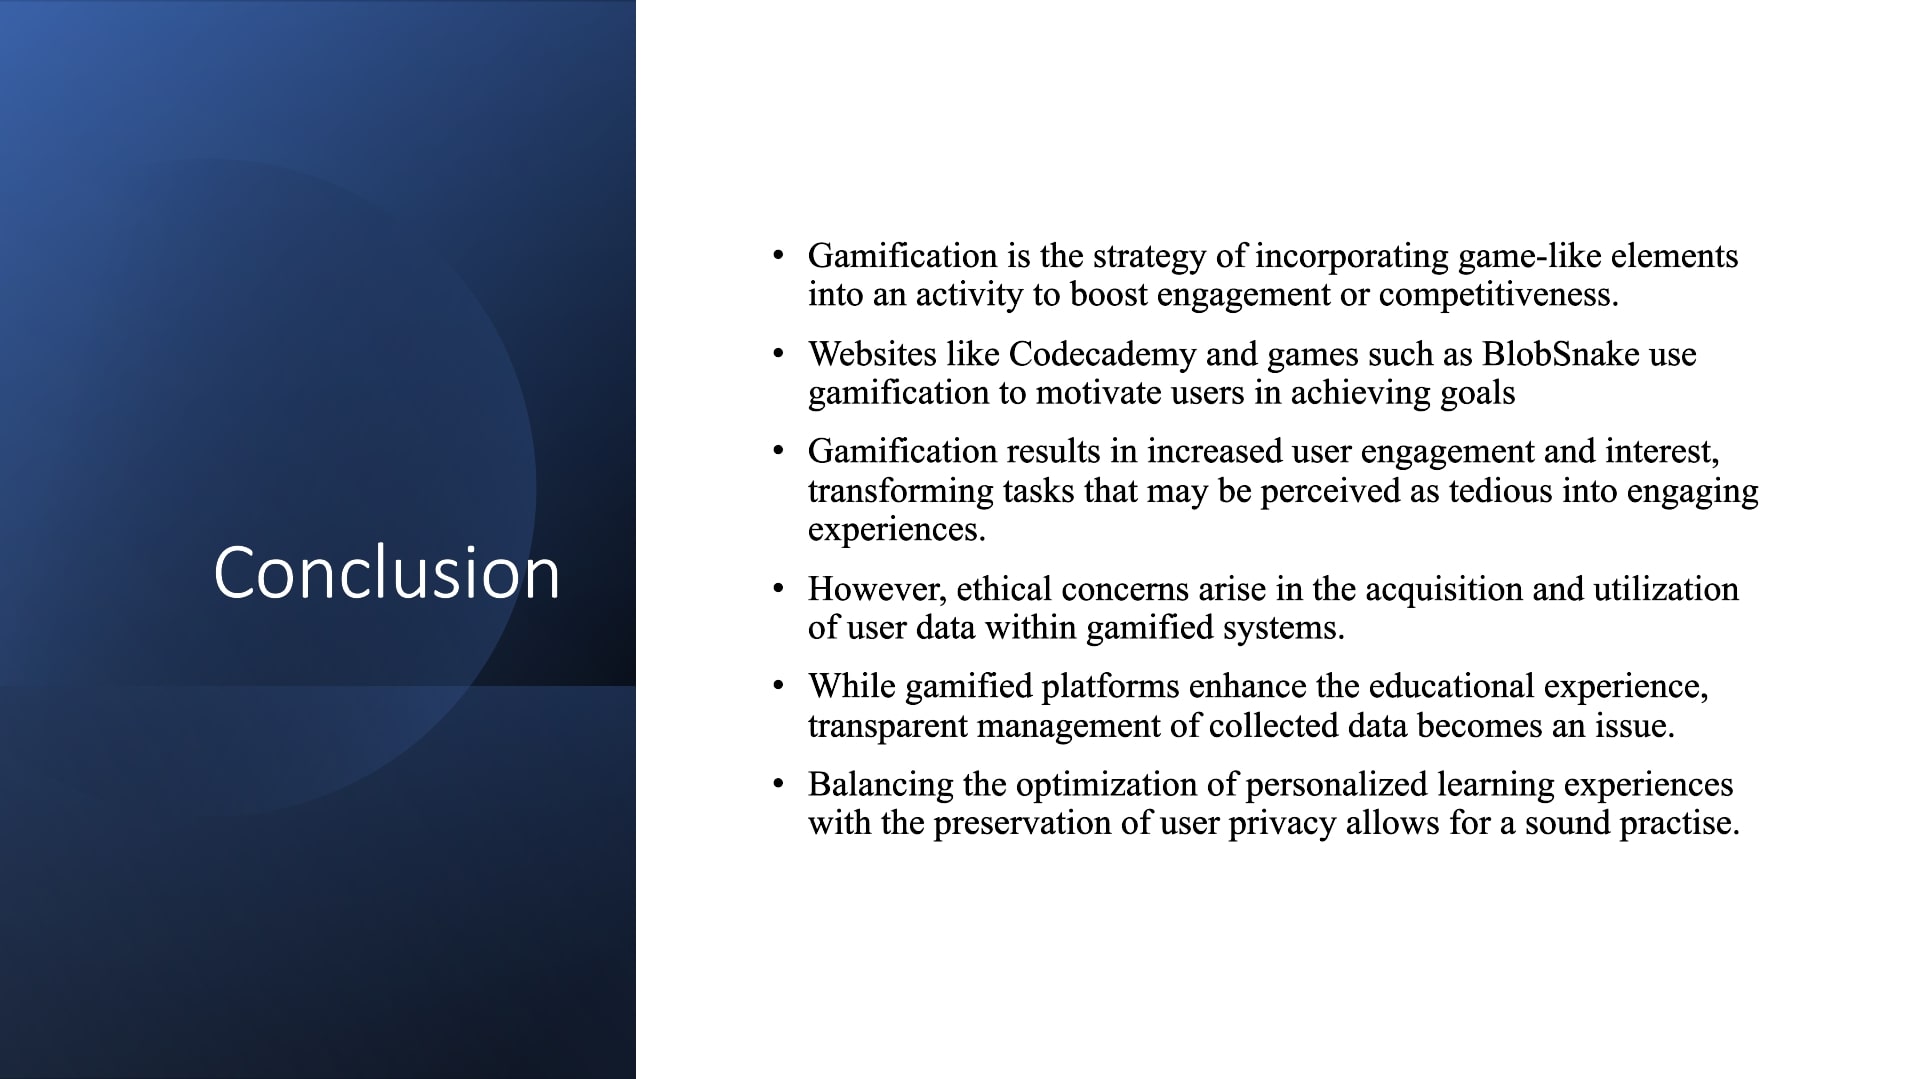 Conclusion
• Gamification is the strategy of incorporating game-like elements
into an activity to boost engagement or competitiveness.
• Websites like Codecademy and games such as BlobSnake use
gamification to motivate users in achieving goals
• Gamification results in increased user engagement and interest,
transforming tasks that may be perceived as tedious into engaging
experiences.
• However, ethical concerns arise in the acquisition and utilization
of user data within gamified systems.
• While gamified platforms enhance the educational experience,
transparent management of collected data becomes an issue.
• Balancing the optimization of personalized learning experiences
with the preservation of user privacy allows for a sound practise.